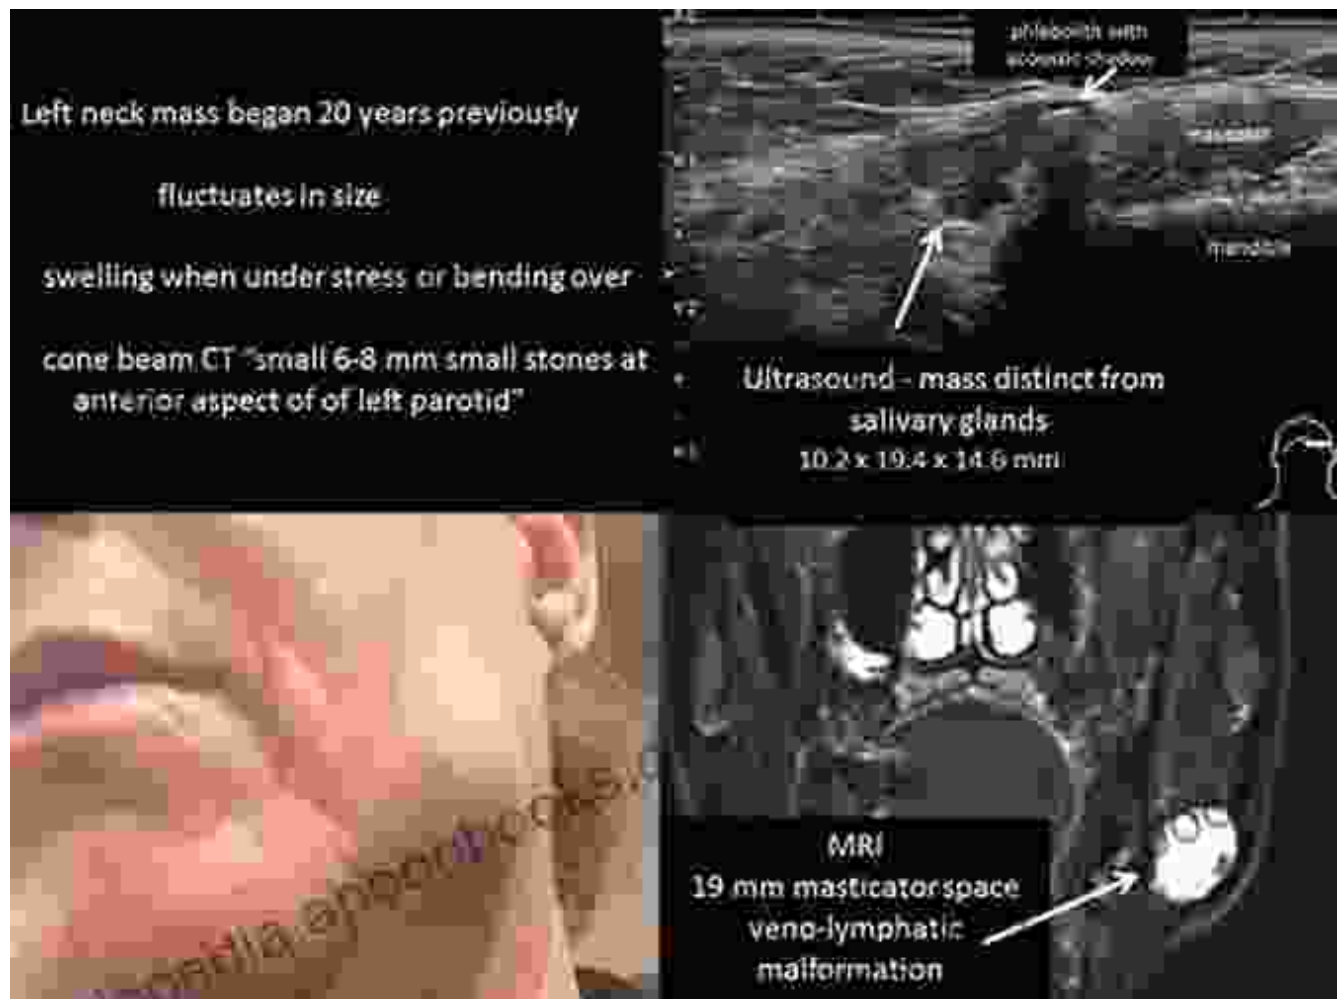 Left neck mass began 20 years previously
fluctuates in size
swelling when under stress or bending over
cone beam CT "small 6-8 mm small stones at
anterior aspect of of left parotid"
phlebolith with
acoustic shadow
masseter
mandible
Ultrasound - mass distinct from
salivary glands
10.2 x 19.4 x 14.6 mm
MRI
19 mm masticator space
veno-lymphatic
malformation